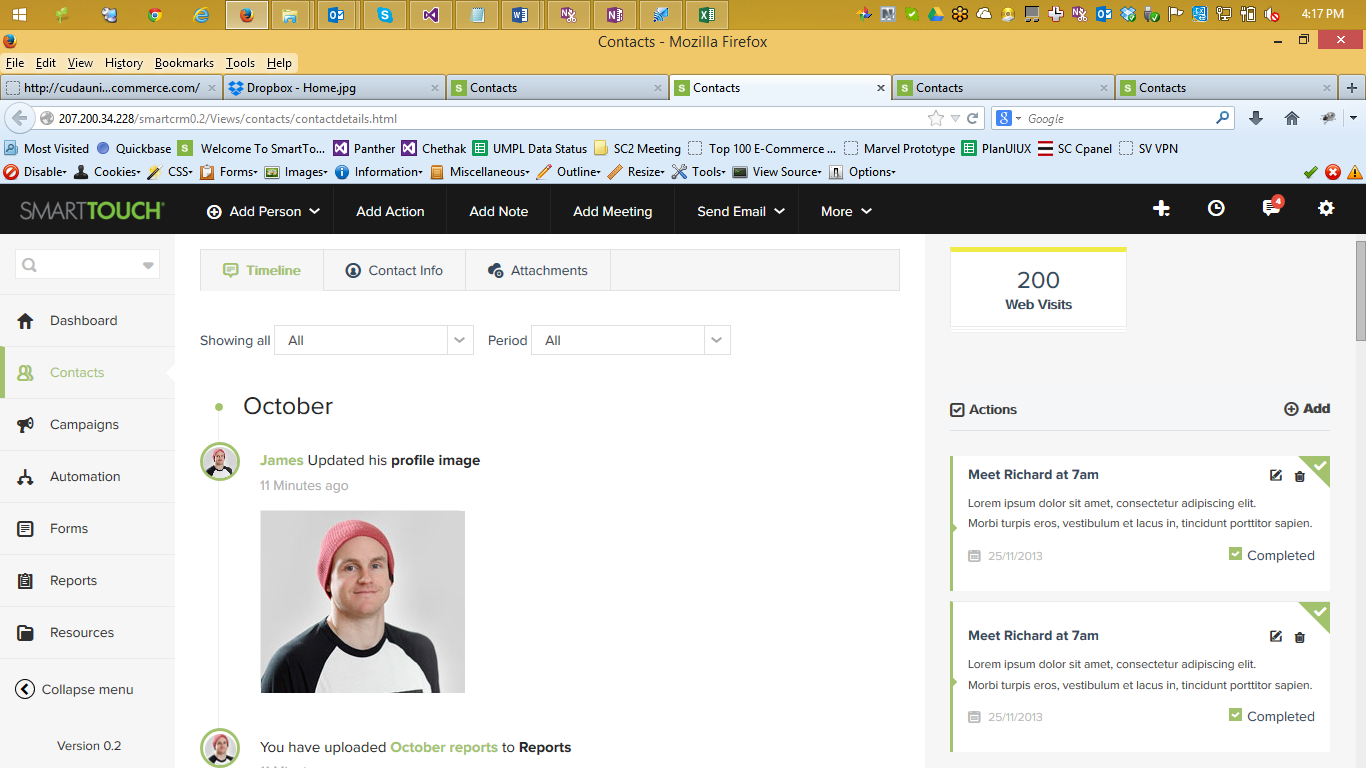 4:17 PM
Contacts - Mozilla Firefox
File Edit View History Bookmarks Tools Help
http://cudauni...commerce.com/ Dropbox - Home.jpg Contacts Contacts Contacts Contacts
207.200.34.228/smartcrm0.2/Views/contacts/contactdetails.html Google
Most Visited Quickbase Welcome To SmartTo... Panther Chethak UMPL Data Status SC2 Meeting Top 100 E-Commerce ... Marvel Prototype PlanUIUX SC Cpanel SV VPN
Disable Cookies CSS Forms Images Information Miscellaneous Outline Resize Tools View Source Options
SMARTTOUCH® Add Person Add Action Add Note Add Meeting Send Email More 4
Timeline Contact Info Attachments
200
Web Visits
Dashboard
Contacts
Campaigns
Automation
Forms
Reports
Resources
Collapse menu
Version 0.2
Showing all All Period All
October
James Updated his profile image
11 Minutes ago
You have uploaded October reports to Reports
Actions Add
Meet Richard at 7am
Lorem ipsum dolor sit amet, consectetur adipiscing elit.
Morbi turpis eros, vestibulum et lacus in, tincidunt porttitor sapien.
25/11/2013 Completed
Meet Richard at 7am
Lorem ipsum dolor sit amet, consectetur adipiscing elit.
Morbi turpis eros, vestibulum et lacus in, tincidunt porttitor sapien.
25/11/2013 Completed